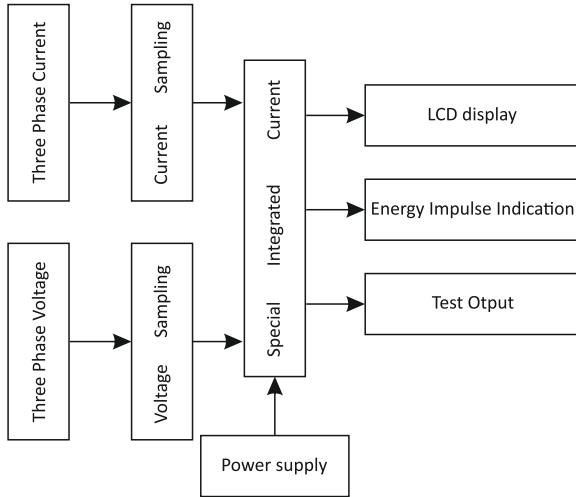 Three Phase Current
Current Sampling
Special Integrated Current
LCD display
Energy Impulse Indication
Test Otput
Three Phase Voltage
Voltage Sampling
Power supply